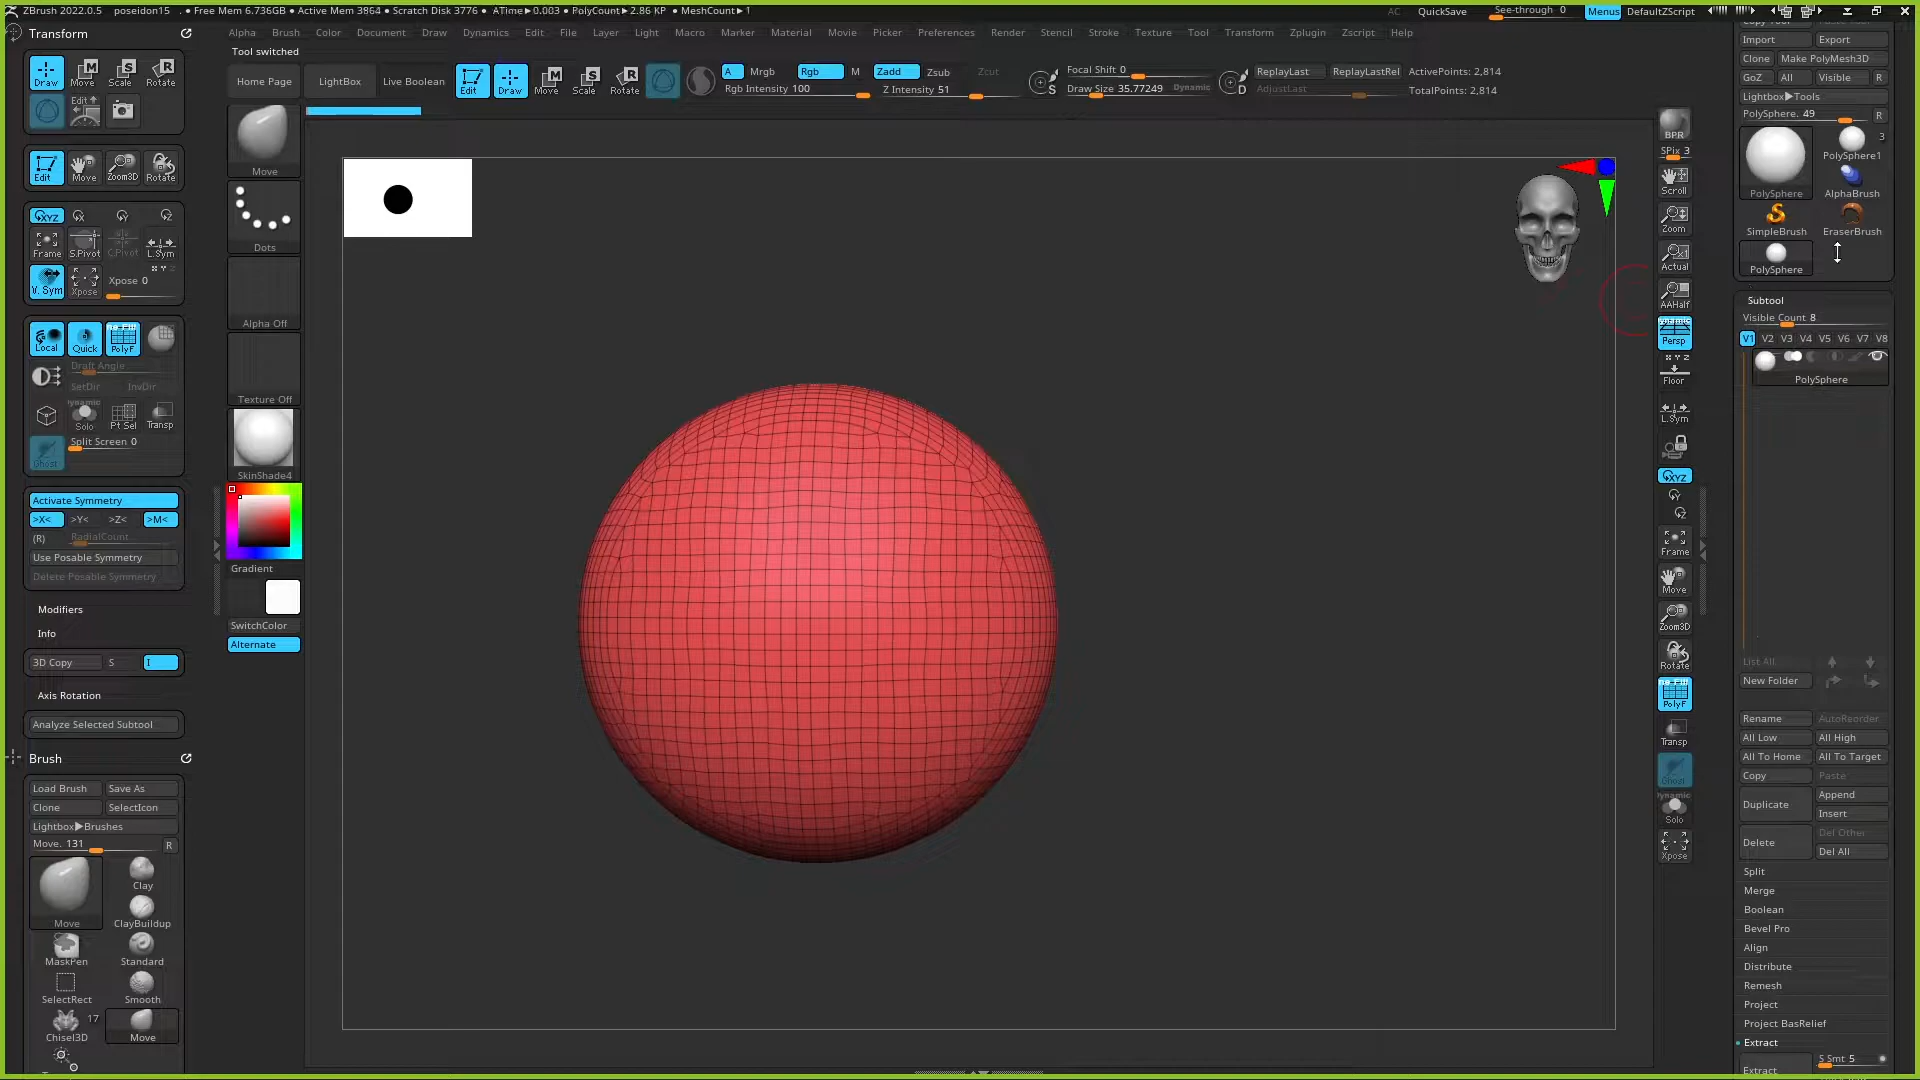 ZBrush 2022.0.5 poseidon15 . • Free Mem 6.736GB • Active Mem 3864 • Scratch Disk 3776 • ATime▶0.003 • PolyCount▶2.86 KP • MeshCount▶1
AC QuickSave See-through 0 Menus DefaultZScript
Alpha Brush Color Document Draw Dynamics Edit File Layer Light Macro Marker Material Movie Picker Preferences Render Stencil Stroke Texture Tool Transform Zplugin Zscript Help
Tool switched
Home Page LightBox Live Boolean
Edit Draw Move Scale Rotate
A Mrgb Rgb M Zadd Zsub Zcut
Rgb Intensity 100 Z Intensity 51
S Focal Shift 0
Draw Size 35.77249 Dynamic
D ReplayLast ReplayLastRel
AdjustLast
ActivePoints: 2,814
TotalPoints: 2,814
Transform
Draw Move Scale Rotate
Edit
Edit Move Zoom3D Rotate
XYZ
Frame S.Pivot C.Pivot L.Sym
V. Sym Xpose Xpose 0
Local Quick PolyF
Draft Angle
SetDir InvDir
Dynamic
Solo Pt Sel Transp
Ghost Split Screen 0
Activate Symmetry
>X< >Y< >Z< >M<
(R) RadialCount
Use Posable Symmetry
Delete Posable Symmetry
Modifiers
Info
3D Copy S I
Axis Rotation
Analyze Selected Subtool
Brush
Load Brush Save As
Clone SelectIcon
Lightbox▶Brushes
Move. 131 R
Move Clay
ClayBuildup
MaskPen Standard
SelectRect Smooth
Chisel3D 17 Move
Move
Dots
Alpha Off
Texture Off
SkinShade4
Gradient
SwitchColor
Alternate
BPR
SPix 3
Scroll
Zoom
Actual
AAHalf
Dynamic
Persp
Floor
L.Sym
XYZ
Frame
Move
Zoom3D
Rotate
PolyF
Transp
Ghost
Dynamic
Solo
Xpose
Import Export
Clone Make PolyMesh3D
GoZ All Visible R
Lightbox▶Tools
PolySphere. 49 R
3
PolySphere PolySphere1
AlphaBrush
SimpleBrush EraserBrush
PolySphere
Subtool
Visible Count 8
V1 V2 V3 V4 V5 V6 V7 V8
PolySphere
List All
New Folder
Rename AutoReorder
All Low All High
All To Home All To Target
Copy Paste
Duplicate Append
Insert
Delete Del Other
Del All
Split
Merge
Boolean
Bevel Pro
Align
Distribute
Remesh
Project
Project BasRelief
Extract
Extract S Smt 5